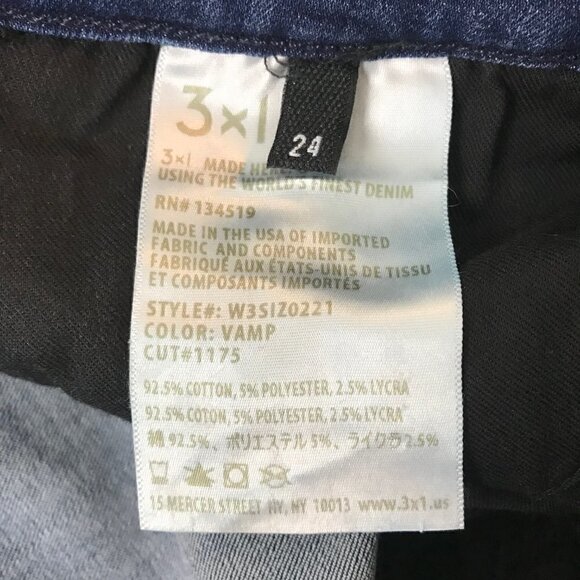 3×1
24
3×1 MADE HERE
USING THE WORLD'S FINEST DENIM
RN# 134519
MADE IN THE USA OF IMPORTED
FABRIC AND COMPONENTS
FABRIQUÉ AUX ÉTATS-UNIS DE TISSU
ET COMPOSANTS IMPORTÉS
STYLE#: W3SIZ0221
COLOR: VAMP
CUT#1175
92.5% COTTON, 5% POLYESTER, 2.5% LYCRA
92.5% COTON, 5% POLYESTER, 2.5% LYCRA
綿 92.5%、ポリエステル 5%、ライクラ 2.5%
15 MERCER STREET NY, NY 10013 www.3x1.us